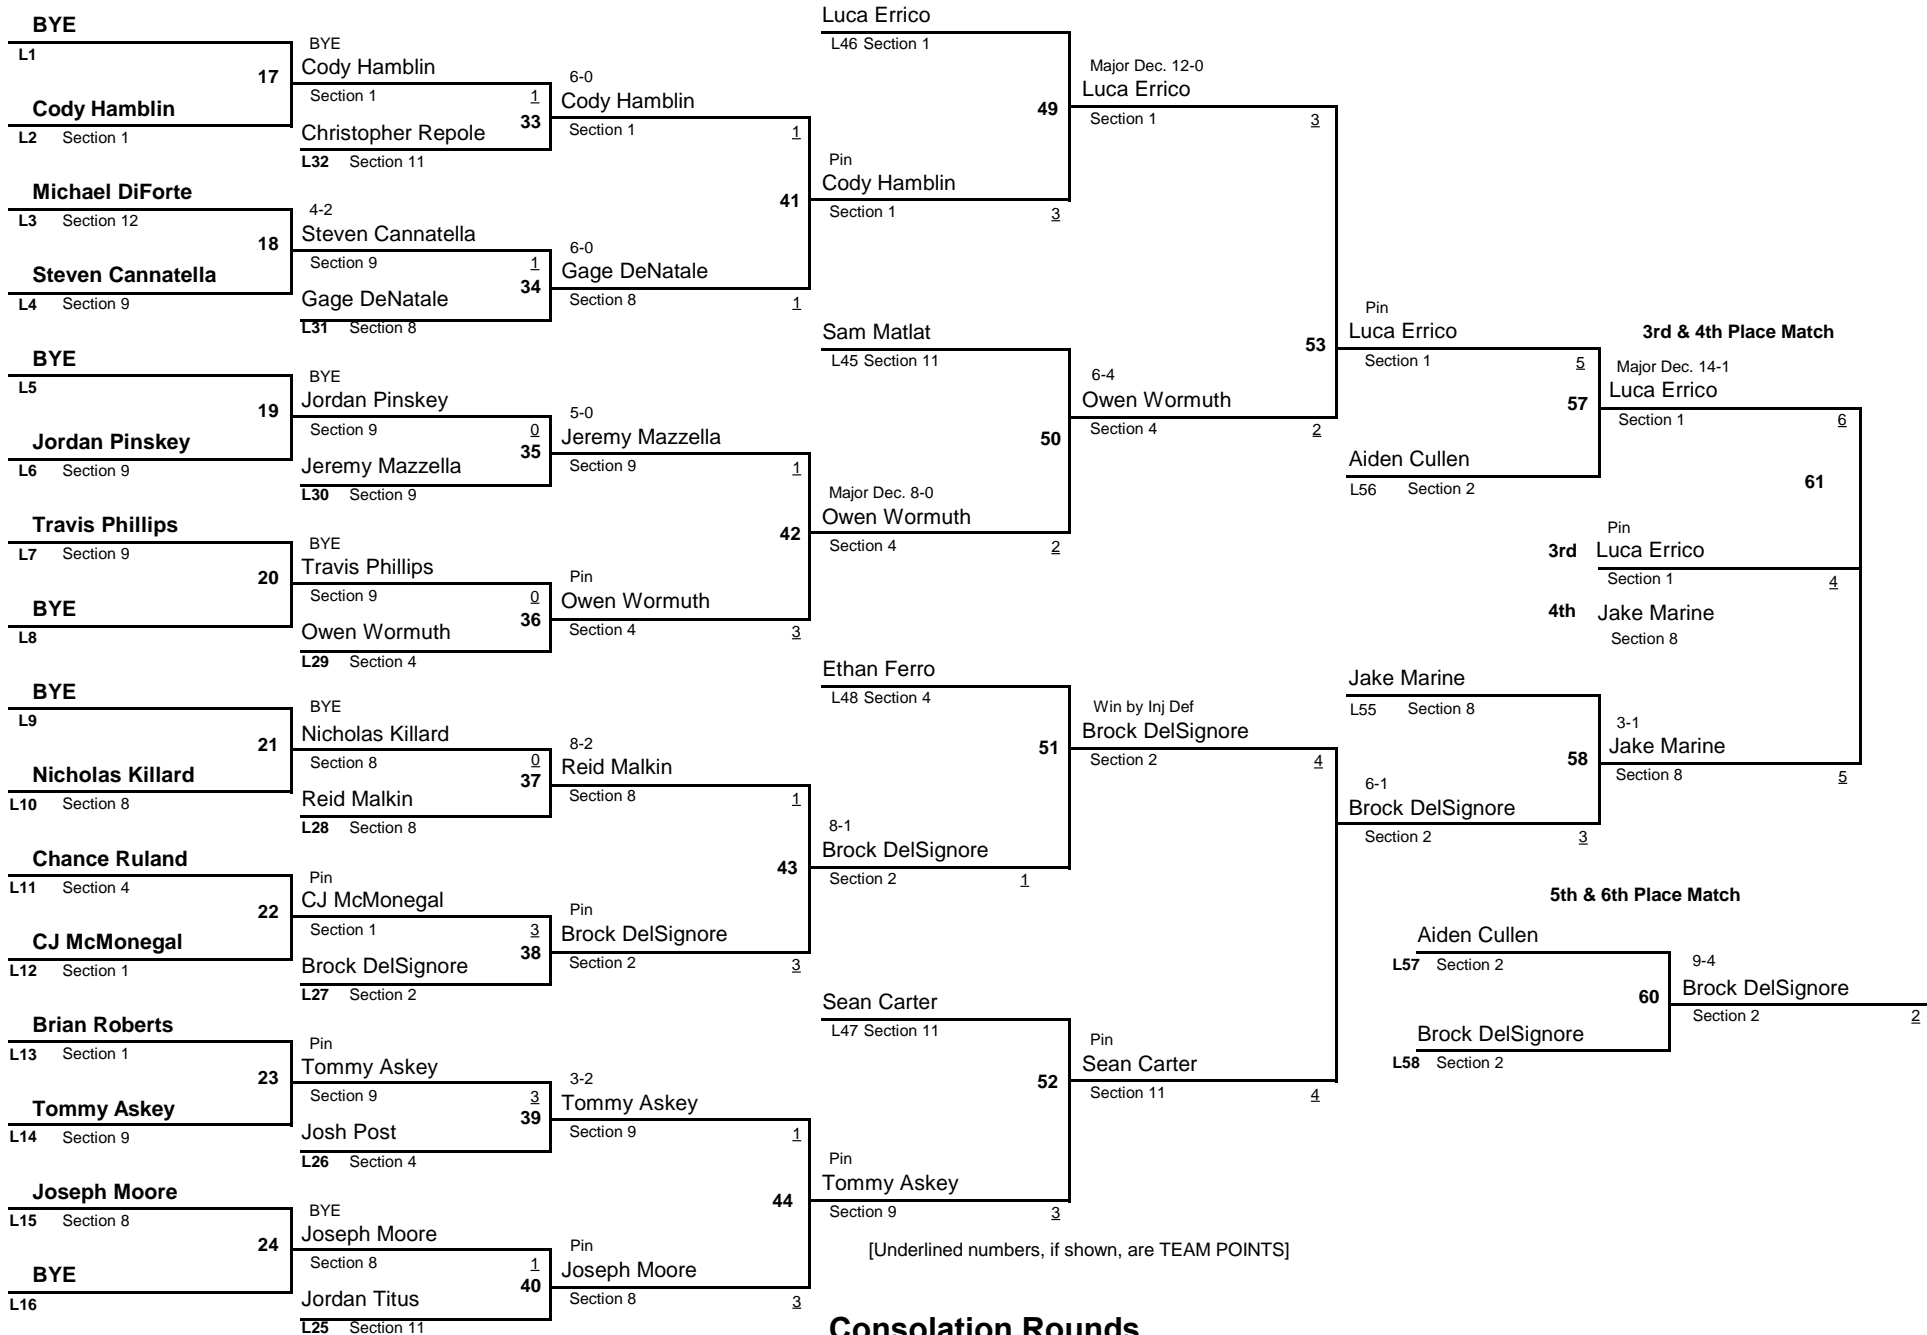 BYE
L1
17
Cody Hamblin
L2 Section 1
Michael DiForte
L3 Section 12
18
Steven Cannatella
L4 Section 9
BYE
L5
19
Jordan Pinskey
L6 Section 9
Travis Phillips
L7 Section 9
20
BYE
L8
BYE
L9
21
Nicholas Killard
L10 Section 8
Chance Ruland
L11 Section 4
22
CJ McMonegal
L12 Section 1
Brian Roberts
L13 Section 1
23
Tommy Askey
L14 Section 9
Joseph Moore
L15 Section 8
24
BYE
L16
BYE
Cody Hamblin
Section 1 1
33
Christopher Repole
L32 Section 11
4-2
Steven Cannatella
Section 9 1
34
Gage DeNatale
L31 Section 8
BYE
Jordan Pinskey
Section 9 0
35
Jeremy Mazzella
L30 Section 9
BYE
Travis Phillips
Section 9 0
36
Owen Wormuth
L29 Section 4
BYE
Nicholas Killard
Section 8 0
37
Reid Malkin
L28 Section 8
Pin
CJ McMonegal
Section 1 3
38
Brock DelSignore
L27 Section 2
Pin
Tommy Askey
Section 9 3
39
Josh Post
L26 Section 4
BYE
Joseph Moore
Section 8 1
40
Jordan Titus
L25 Section 11
6-0
Cody Hamblin
Section 1 1
41
6-0
Gage DeNatale
Section 8 1
5-0
Jeremy Mazzella
Section 9 1
42
Pin
Owen Wormuth
Section 4 3
8-2
Reid Malkin
Section 8 1
43
Pin
Brock DelSignore
Section 2 3
3-2
Tommy Askey
Section 9 1
44
Pin
Joseph Moore
Section 8 3
Luca Errico
L46 Section 1
49
Pin
Cody Hamblin
Section 1 3
Sam Matlat
L45 Section 11
50
Major Dec. 8-0
Owen Wormuth
Section 4 2
Ethan Ferro
L48 Section 4
51
8-1
Brock DelSignore
Section 2 1
Sean Carter
L47 Section 11
52
Pin
Tommy Askey
Section 9 3
Major Dec. 12-0
Luca Errico
Section 1 3
53
6-4
Owen Wormuth
Section 4 2
Win by Inj Def
Brock DelSignore
Section 2 4
Pin
Sean Carter
Section 11 4
Pin
Luca Errico
Section 1 5
57
Aiden Cullen
L56 Section 2
Jake Marine
L55 Section 8
58
6-1
Brock DelSignore
Section 2 3
3rd & 4th Place Match
Major Dec. 14-1
Luca Errico
Section 1 6
61
Pin
3rd Luca Errico
Section 1 4
4th Jake Marine
Section 8
3-1
Jake Marine
Section 8 5
5th & 6th Place Match
Aiden Cullen
L57 Section 2
60
Brock DelSignore
L58 Section 2
9-4
Brock DelSignore
Section 2 2
[Underlined numbers, if shown, are TEAM POINTS]
Consolation Rounds